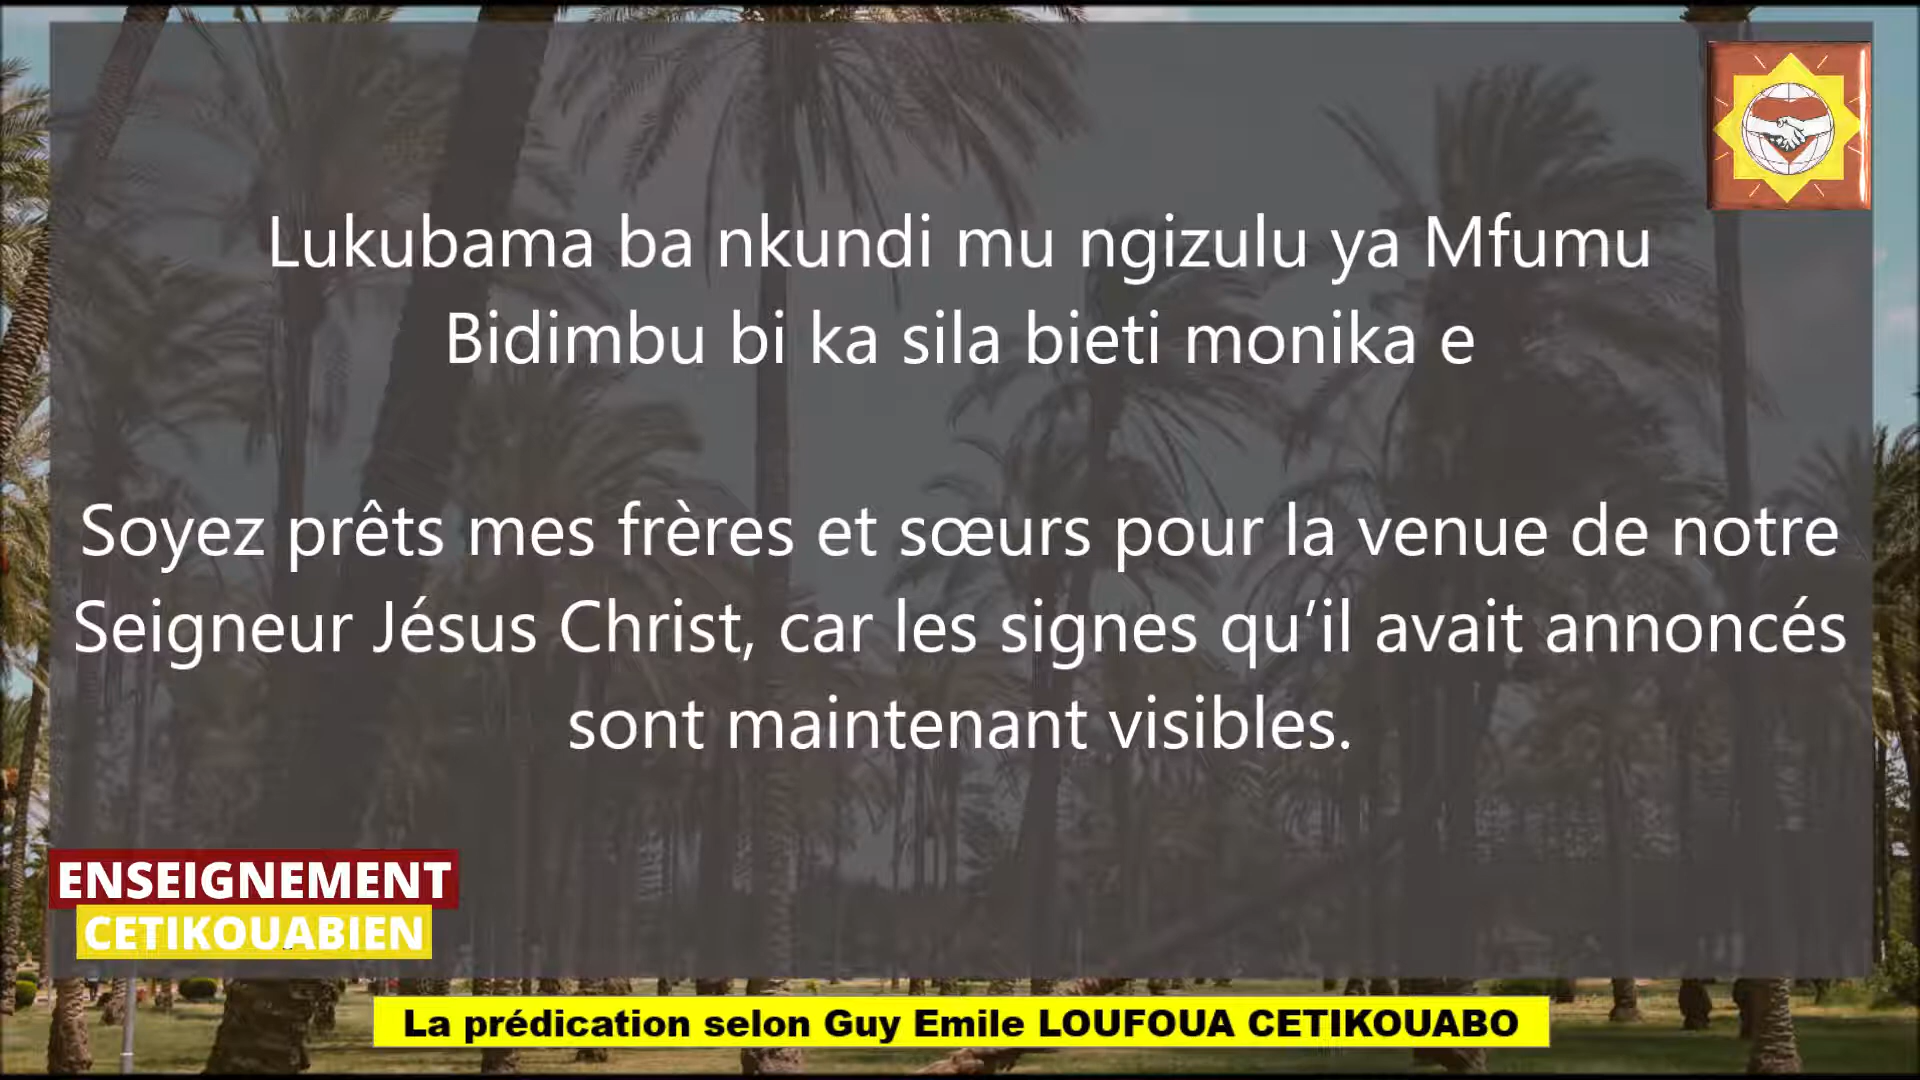 Lukubama ba nkundi mu ngizulu ya Mfumu
Bidimbu bi ka sila bieti monika e
Soyez prêts mes frères et sœurs pour la venue de notre
Seigneur Jésus Christ, car les signes qu’il avait annoncés
sont maintenant visibles.
ENSEIGNEMENT
CETIKOUABIEN
La prédication selon Guy Emile LOUFOUA CETIKOUABO